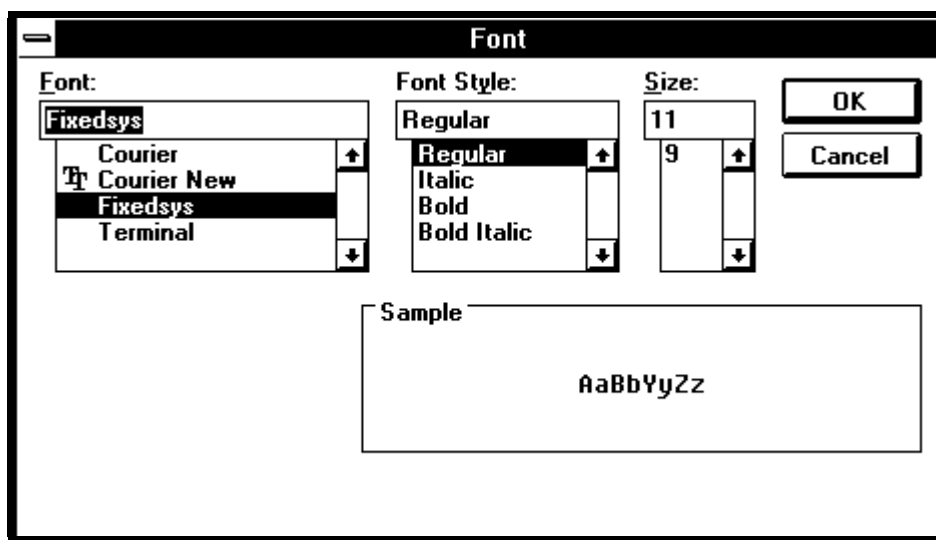 Font
Font: Font Style: Size:
Fixedsys Regular 11 OK
Courier Regular 9 Cancel
Courier New Italic
Fixedsys Bold
Terminal Bold Italic
Sample
AaBbYyZz